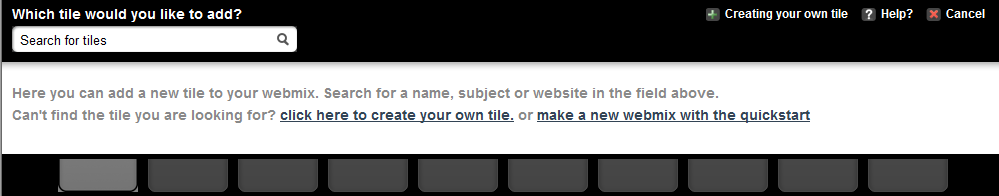 Which tile would you like to add?
Creating your own tile
? Help?
Cancel
Search for tiles
Here you can add a new tile to your webmix. Search for a name, subject or website in the field above.
Can't find the tile you are looking for? click here to create your own tile. or make a new webmix with the quickstart